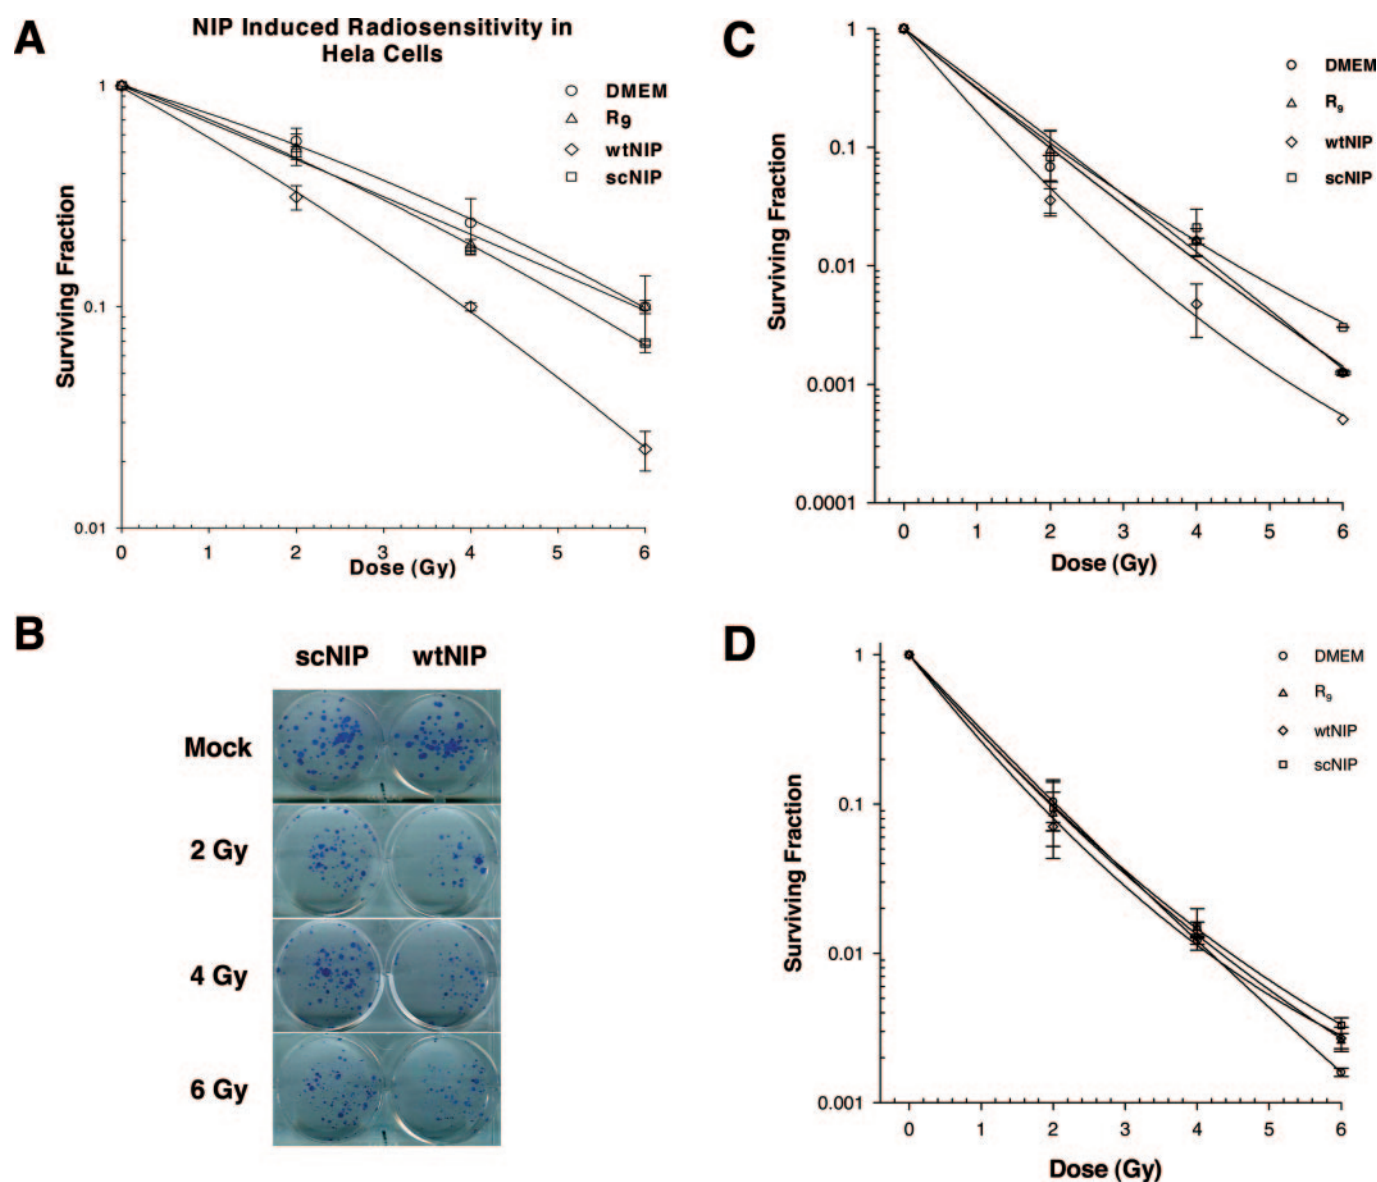 A
NIP Induced Radiosensitivity in
Hela Cells
DMEM
R9
wtNIP
scNIP
1
0.1
0.01
Surviving Fraction
0 1 2 3 4 5 6
Dose (Gy)
B
scNIP wtNIP
Mock
2 Gy
4 Gy
6 Gy
C
DMEM
R9
wtNIP
scNIP
1
0.1
0.01
0.001
0.0001
Surviving Fraction
0 1 2 3 4 5 6
Dose (Gy)
D
DMEM
R9
wtNIP
scNIP
1
0.1
0.01
0.001
Surviving Fraction
0 1 2 3 4 5 6
Dose (Gy)